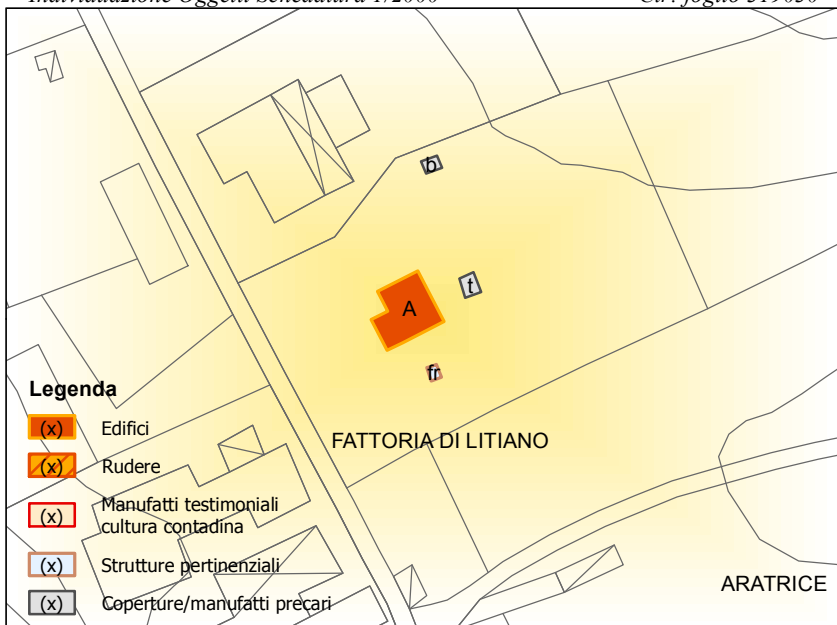 Individuazione Oggetti Schedatura 1/2000 Ctr. foglio 319030
b
t
A
fr
Legenda
(x) Edifici
FATTORIA DI LITIANO
(x) Rudere
(x) Manufatti testimoniali
cultura contadina
(x) Strutture pertinenziali
ARATRICE
(x) Coperture/manufatti precari